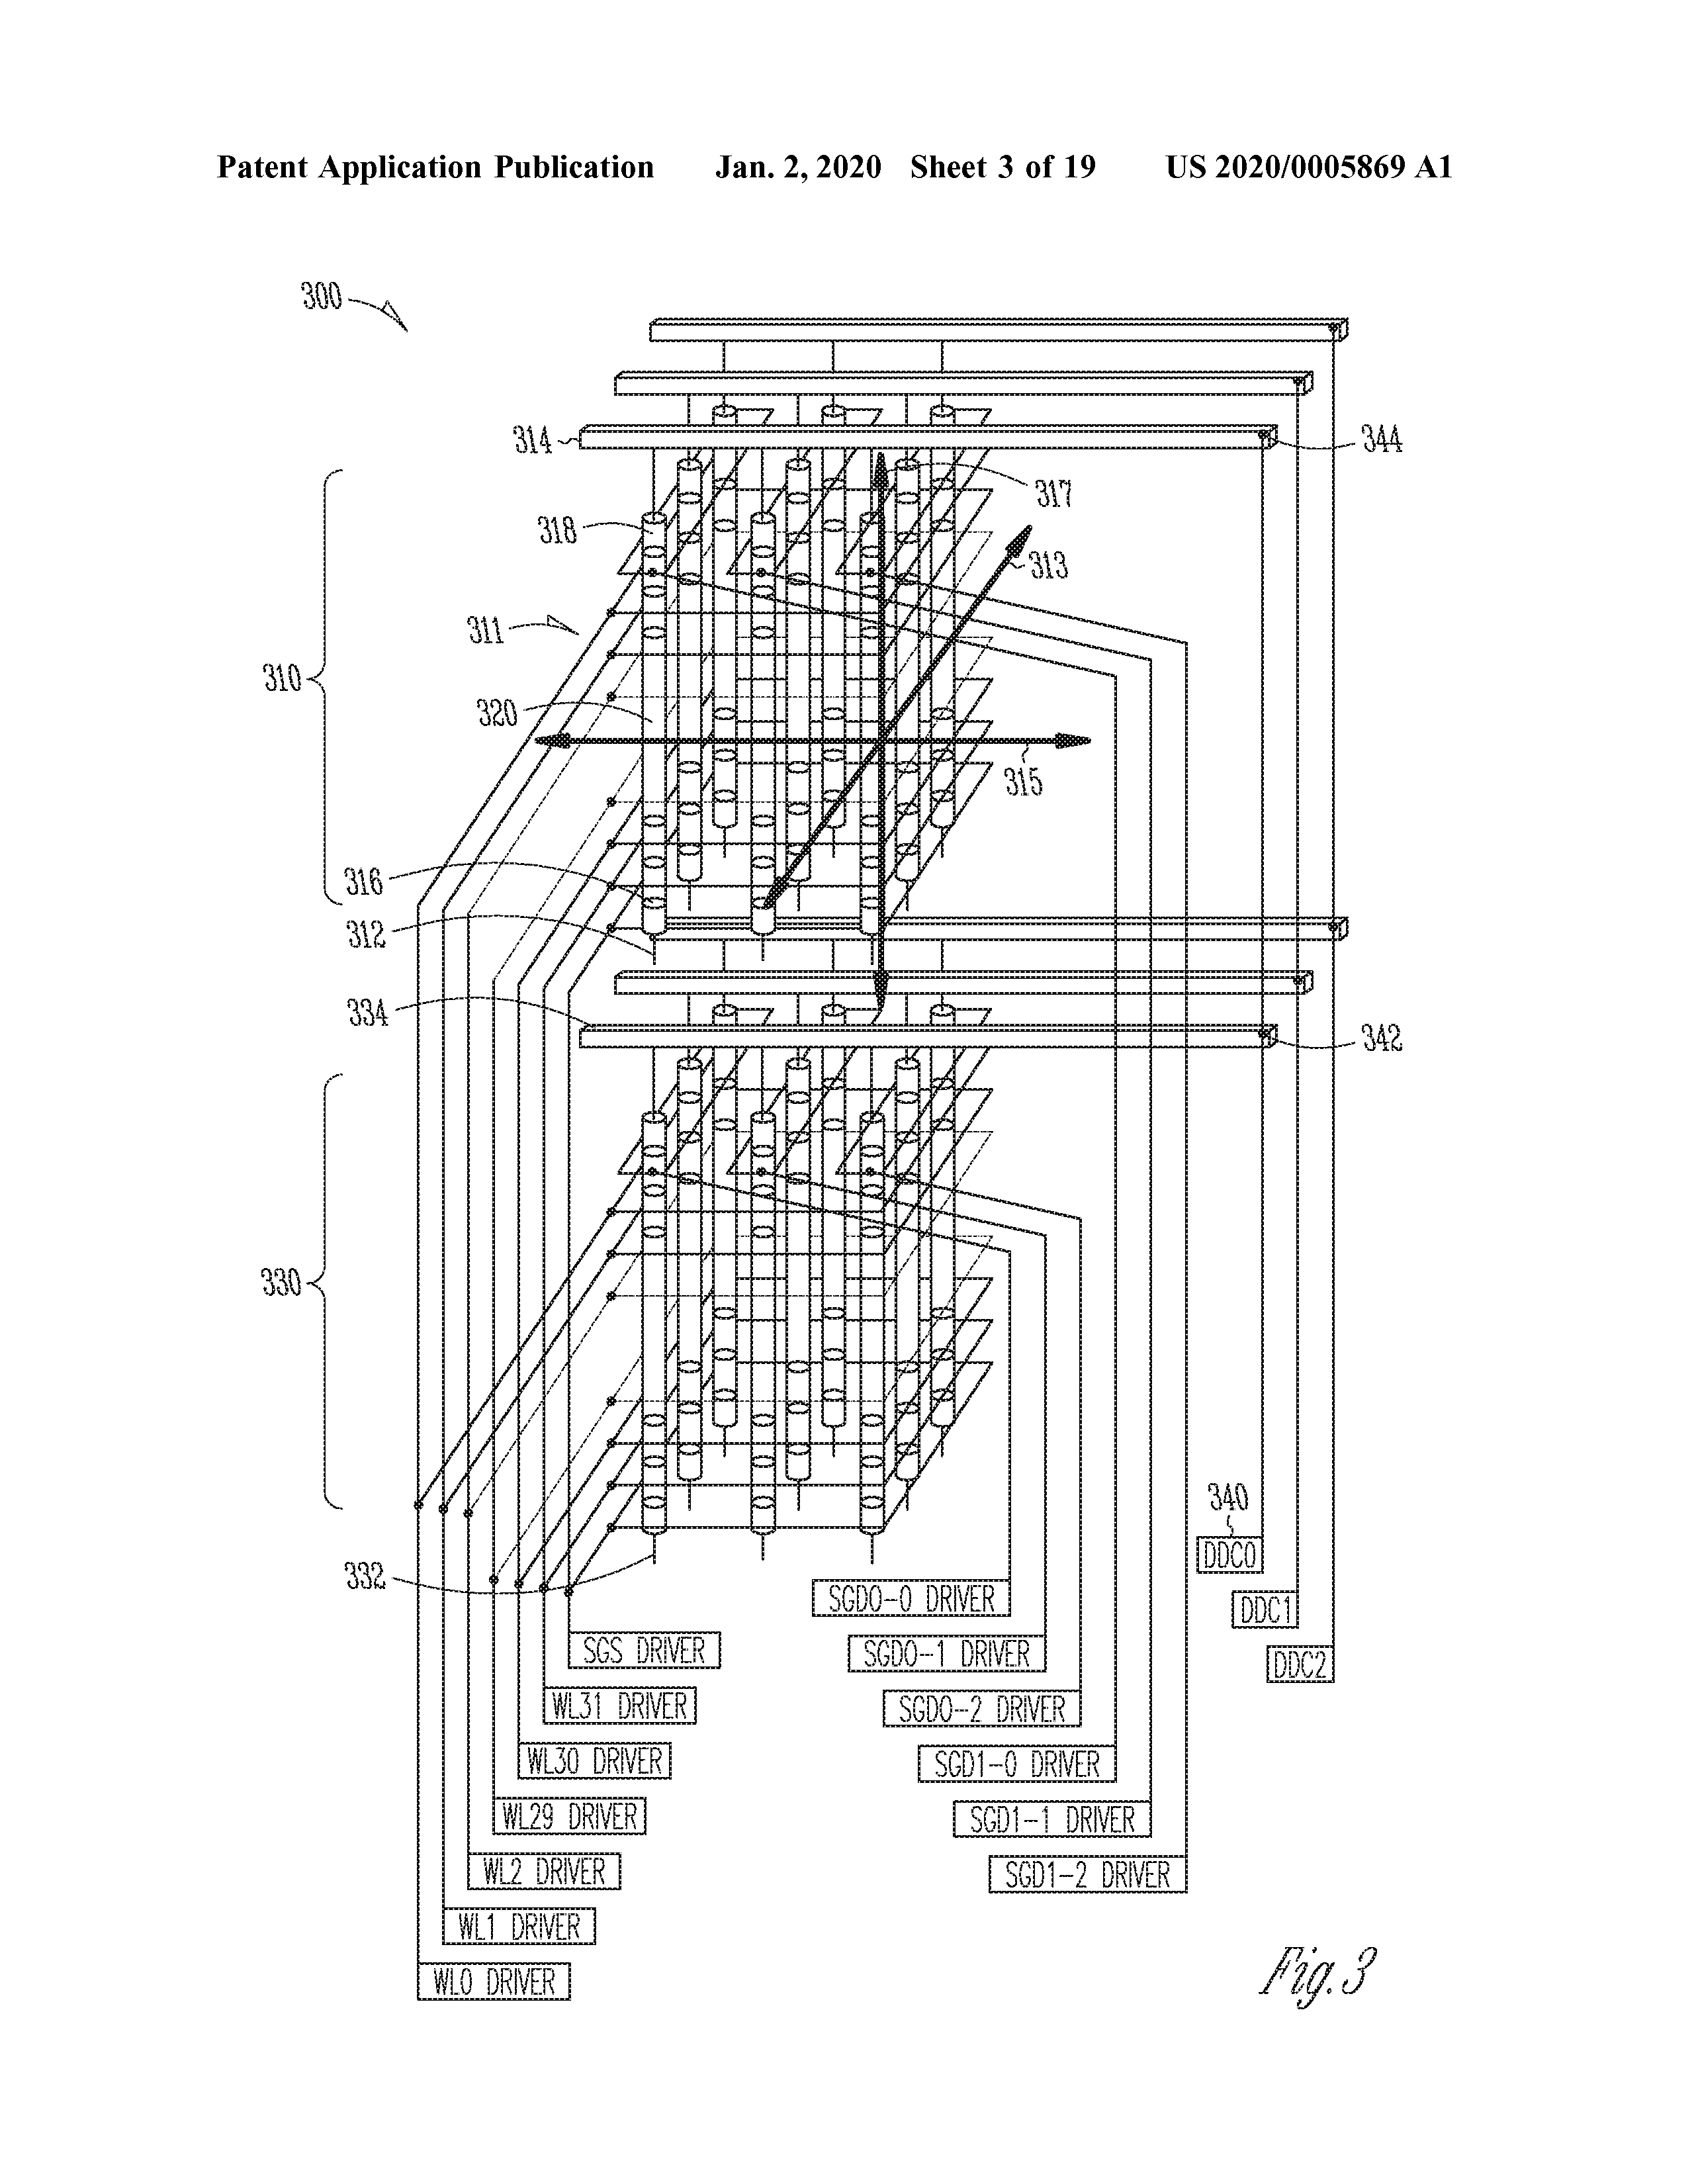 Patent Application Publication Jan. 2, 2020 Sheet 3 of 19 US 2020/0005869 A1
300
314
344
317
318
313
311
310
320
315
316
312
334
342
330
340
DDC0
332
SGD0-0 DRIVER
DDC1
SGS DRIVER
SGD0-1 DRIVER
DDC2
WL31 DRIVER
SGD0-2 DRIVER
WL30 DRIVER
SGD1-0 DRIVER
WL29 DRIVER
SGD1-1 DRIVER
WL2 DRIVER
SGD1-2 DRIVER
WL1 DRIVER
WL0 DRIVER
Fig. 3